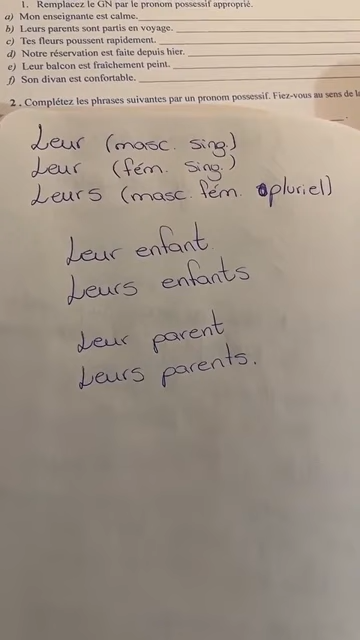 1. Remplacez le GN par le pronom possessif approprié.
a) Mon enseignante est calme.
b) Leurs parents sont partis en voyage.
c) Tes fleurs poussent rapidement.
d) Notre réservation est faite depuis hier.
e) Leur balcon est fraîchement peint.
f) Son divan est confortable.
2. Complétez les phrases suivantes par un pronom possessif. Fiez-vous au sens de la
Leur (masc. sing.)
Leur (fém. sing.)
Leurs (masc. fém. pluriel)
Leur enfant.
Leurs enfants
Leur parent
Leurs parents.